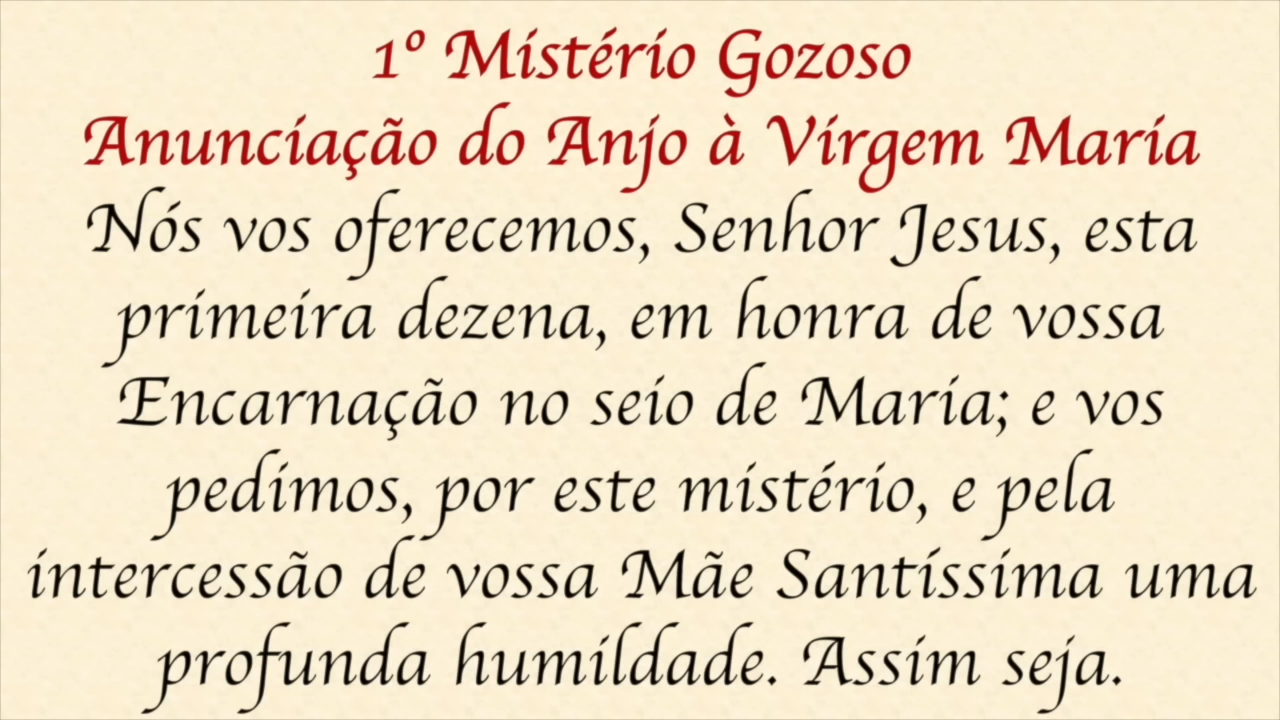 1º Mistério Gozoso
Anunciação do Anjo à Virgem Maria
Nós vos oferecemos, Senhor Jesus, esta
primeira dezena, em honra de vossa
Encarnação no seio de Maria; e vos
pedimos, por este mistério, e pela
intercessão de vossa Mãe Santíssima uma
profunda humildade. Assim seja.